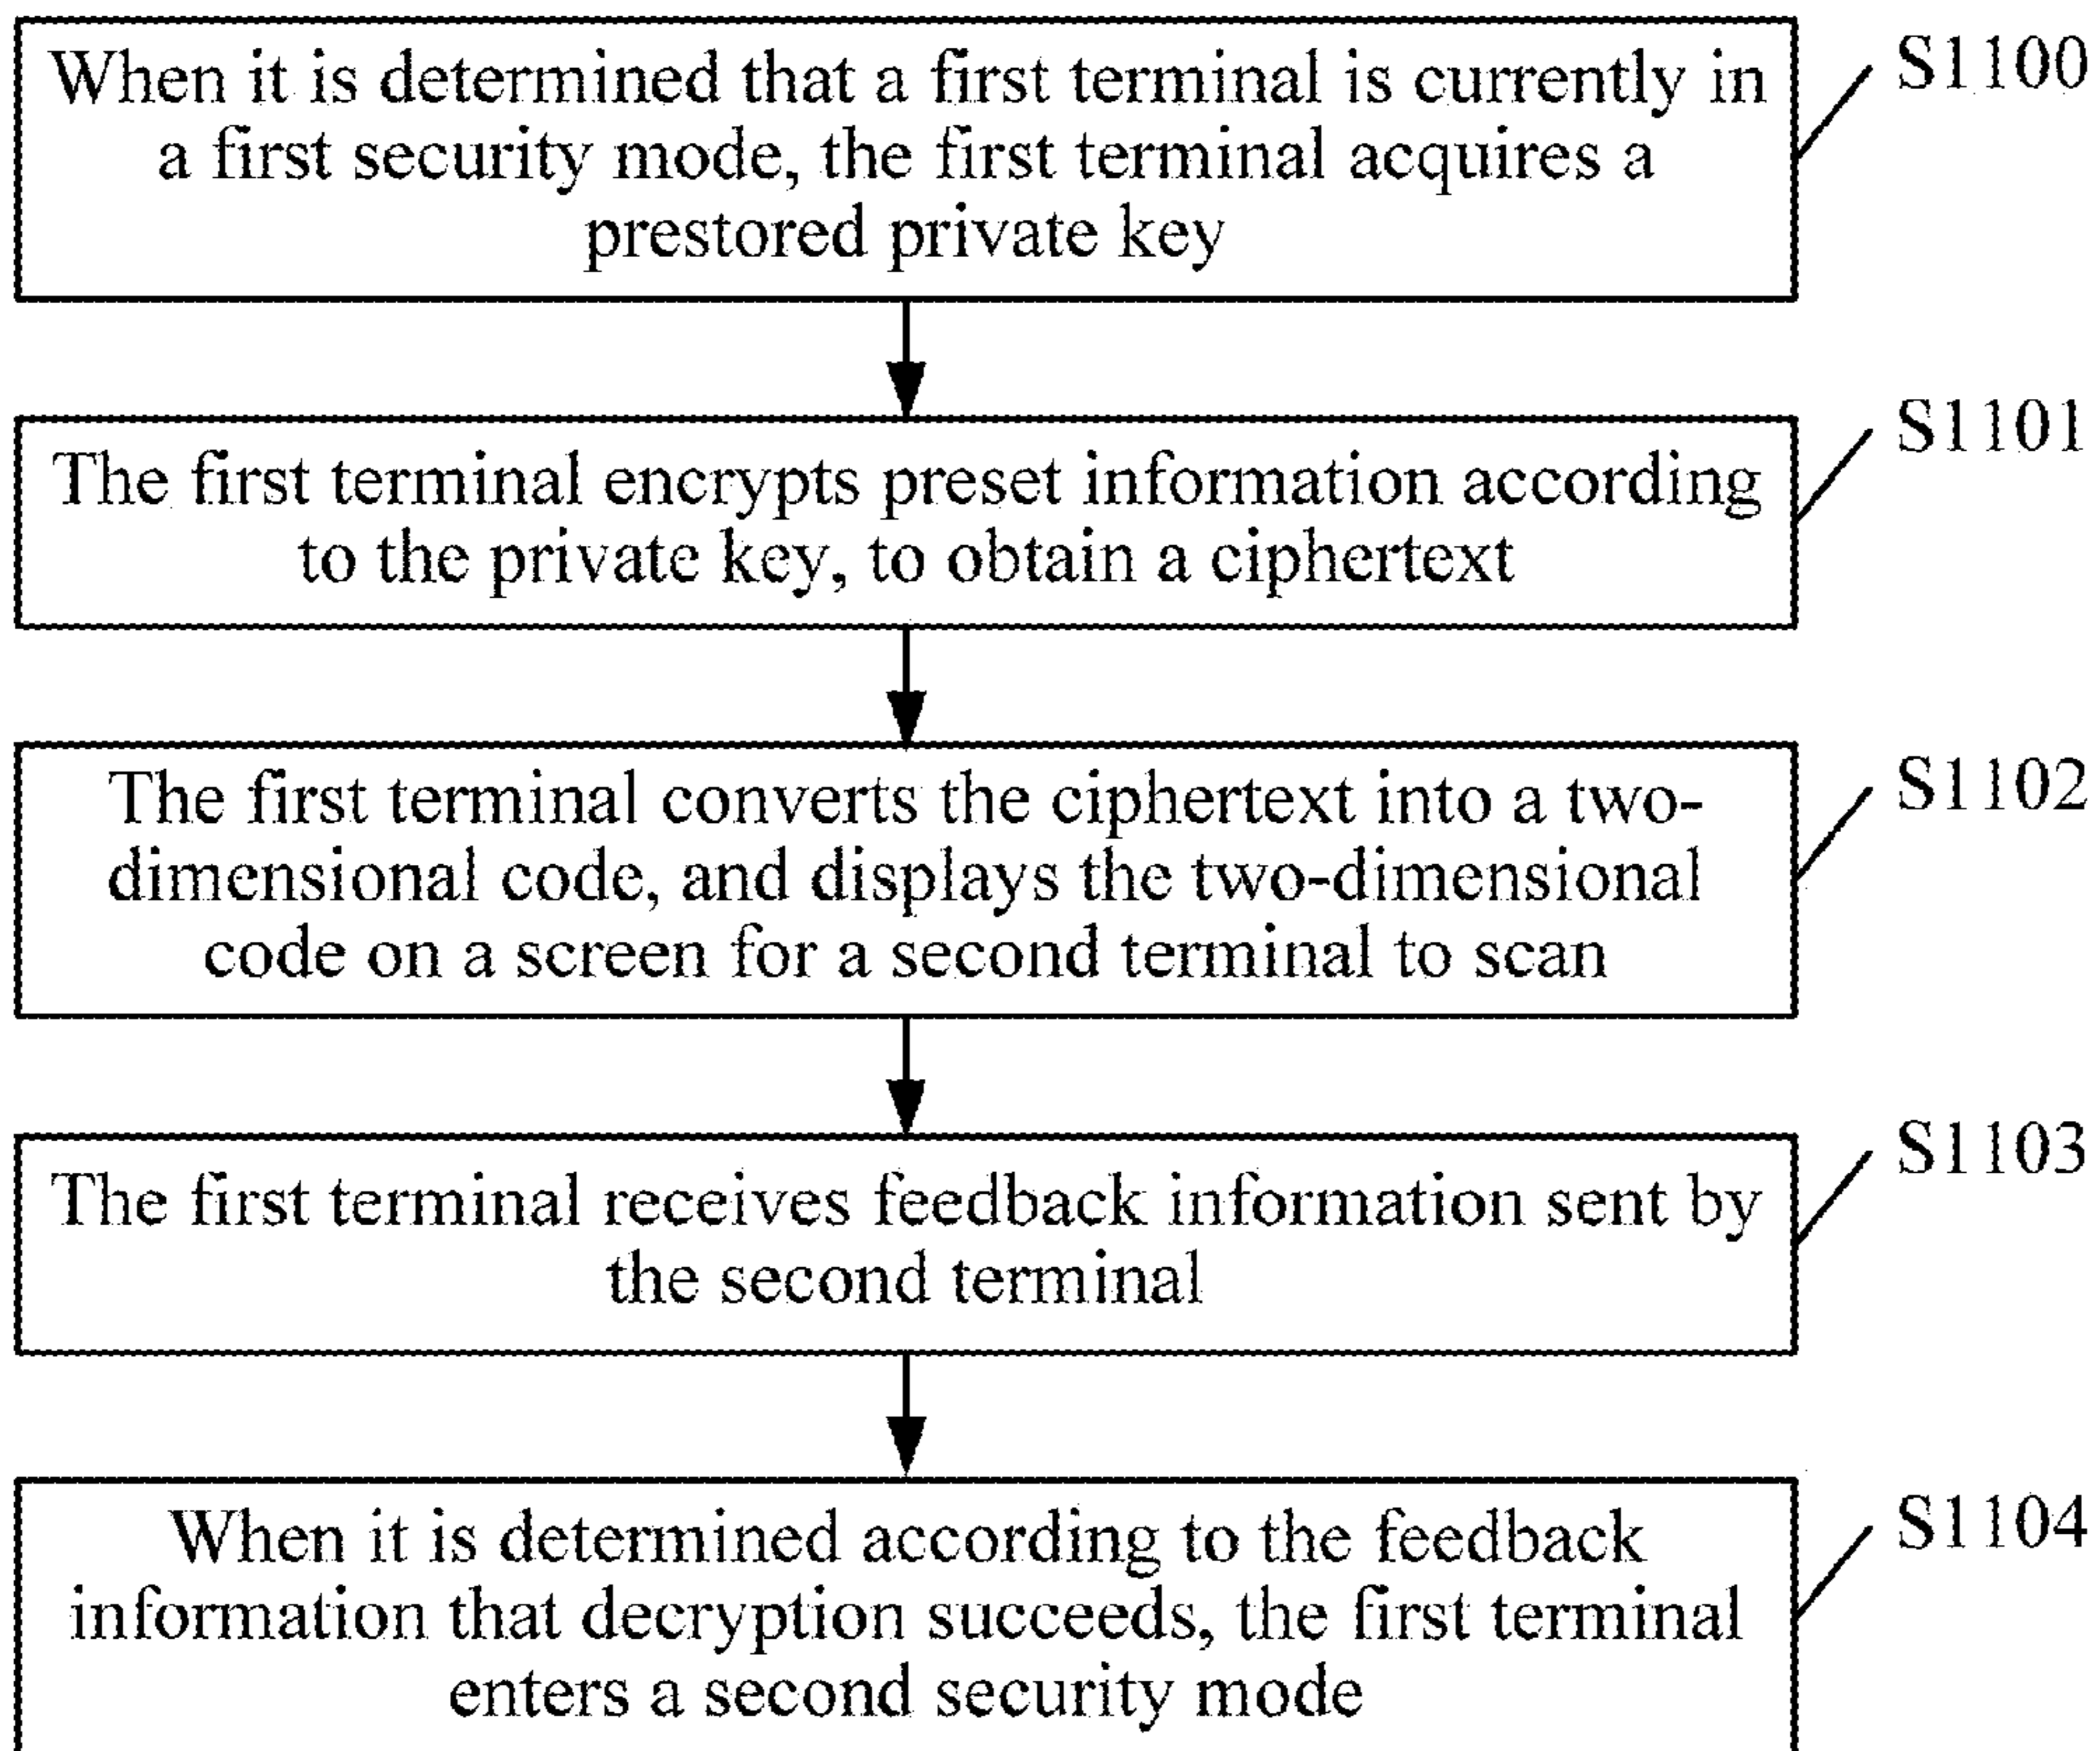 When it is determined that a first terminal is currently in
a first security mode, the first terminal acquires a
prestored private key
S1100
The first terminal encrypts preset information according
to the private key, to obtain a ciphertext
S1101
The first terminal converts the ciphertext into a two-
dimensional code, and displays the two-dimensional
code on a screen for a second terminal to scan
S1102
The first terminal receives feedback information sent by
the second terminal
S1103
When it is determined according to the feedback
information that decryption succeeds, the first terminal
enters a second security mode
S1104